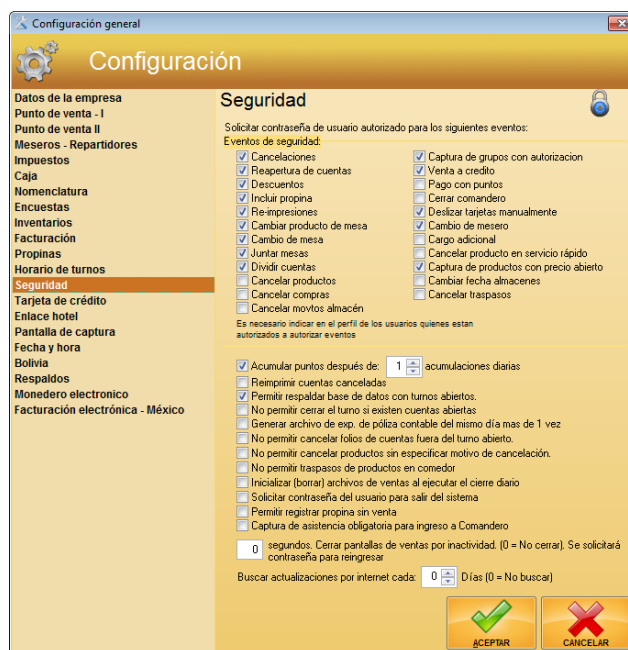 Configuración general
Configuración
Datos de la empresa
Punto de venta - I
Punto de venta II
Meseros - Repartidores
Impuestos
Caja
Nomenclatura
Encuestas
Inventarios
Facturación
Propinas
Horario de turnos
Seguridad
Tarjeta de crédito
Enlace hotel
Pantalla de captura
Fecha y hora
Bolivia
Respaldos
Monedero electronico
Facturación electrónica - México
Seguridad
Solicitar contraseña de usuario autorizado para los siguientes eventos:
Eventos de seguridad:
Cancelaciones
Reapertura de cuentas
Descuentos
Incluir propina
Re-impresiones
Cambiar producto de mesa
Cambio de mesa
Juntar mesas
Dividir cuentas
Cancelar productos
Cancelar compras
Cancelar movtos almacén
Captura de grupos con autorizacion
Venta a credito
Pago con puntos
Cerrar comandero
Deslizar tarjetas manualmente
Cambio de mesero
Cargo adicional
Cancelar producto en servicio rápido
Captura de productos con precio abierto
Cambiar fecha almacenes
Cancelar traspasos
Es necesario indicar en el perfil de los usuarios quienes estan
autorizados a autorizar eventos
Acumular puntos después de: 1 acumulaciones diarias
Reimprimir cuentas canceladas
Permitir respaldar base de datos con turnos abiertos.
No permitir cerrar el turno si existen cuentas abiertas
Generar archivo de exp. de póliza contable del mismo día mas de 1 vez
No permitir cancelar folios de cuentas fuera del turno abierto.
No permitir cancelar productos sin especificar motivo de cancelación.
No permitir traspasos de productos en comedor
Inicializar (borrar) archivos de ventas al ejecutar el cierre diario
Solicitar contraseña del usuario para salir del sistema
Permitir registrar propina sin venta
Captura de asistencia obligatoria para ingreso a Comandero
0 segundos. Cerrar pantallas de ventas por inactividad. (0 = No cerrar). Se solicitará
contraseña para reingresar
Buscar actualizaciones por internet cada: 0 Días (0 = No buscar)
ACEPTAR
CANCELAR